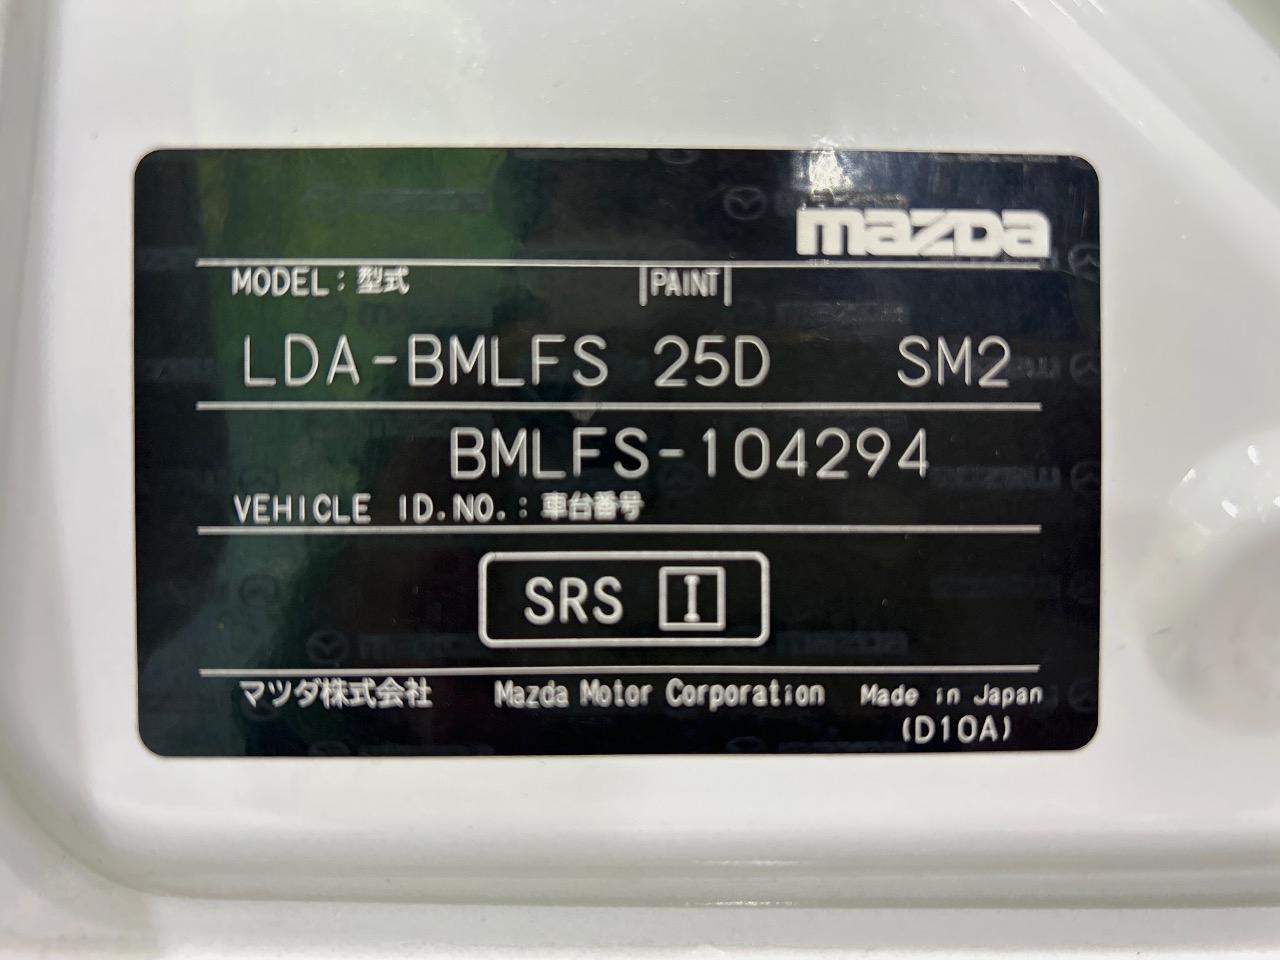 mazda
MODEL: 型式 |PAINT|
LDA-BMLFS 25D SM2
BMLFS-104294
VEHICLE ID.NO.: 車台番号
SRS I
マツダ株式会社 Mazda Motor Corporation Made in Japan
(D10A)